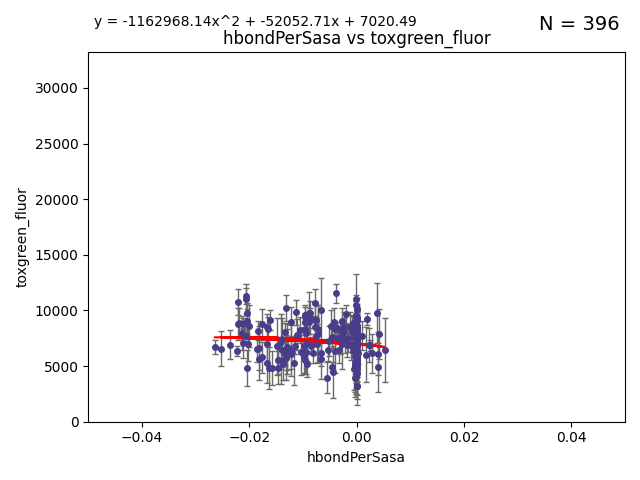 y = -1162968.14x^2 + -52052.71x + 7020.49
N = 396
hbondPerSasa vs toxgreen_fluor
30000
25000
20000
15000
10000
5000
0
toxgreen_fluor
−0.04
−0.02
0.00
0.02
0.04
hbondPerSasa